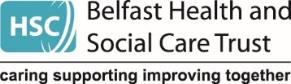 HSC
Belfast Health and
Social Care Trust
caring supporting improving together